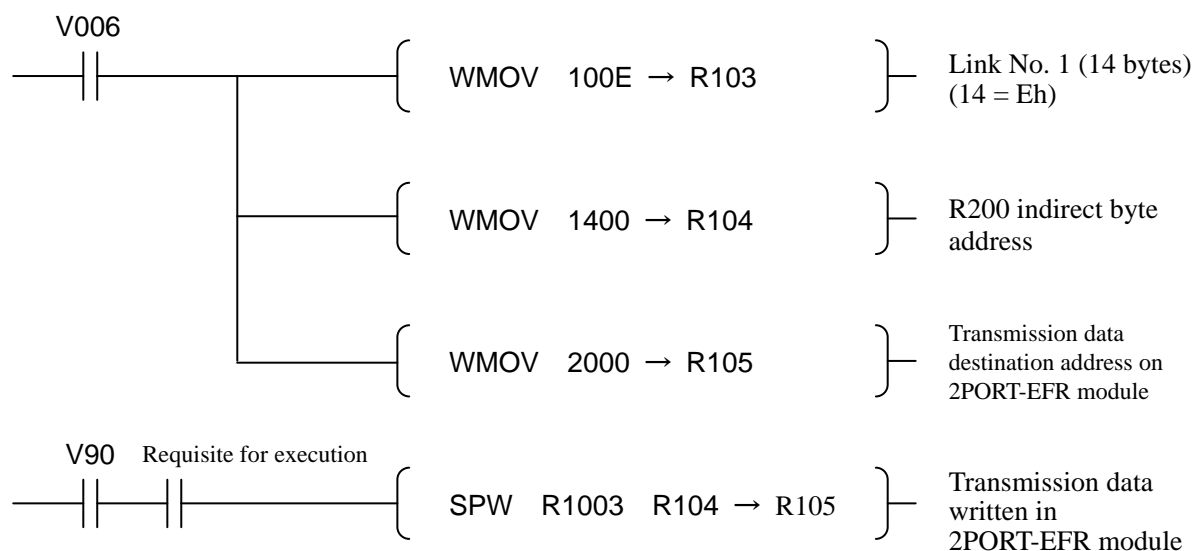 V006
WMOV 100E → R103
Link No. 1 (14 bytes)
(14 = Eh)
WMOV 1400 → R104
R200 indirect byte
address
WMOV 2000 → R105
Transmission data
destination address on
2PORT-EFR module
V90 Requisite for execution
SPW R1003 R104 → R105
Transmission data
written in
2PORT-EFR module